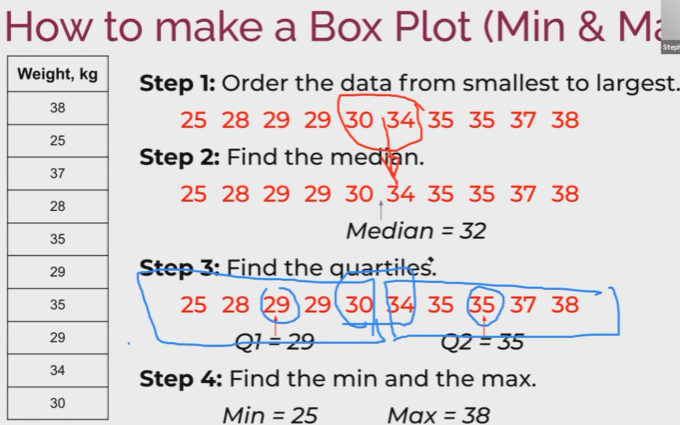 How to make a Box Plot (Min & Ma
Steph
Weight, kg
38
25
37
28
35
29
35
29
34
30
Step 1: Order the data from smallest to largest.
25 28 29 29 30 34 35 35 37 38
Step 2: Find the median.
25 28 29 29 30 34 35 35 37 38
Median = 32
Step 3: Find the quartiles.
25 28 29 29 30 34 35 35 37 38
Q1 = 29 Q2 = 35
Step 4: Find the min and the max.
Min = 25 Max = 38